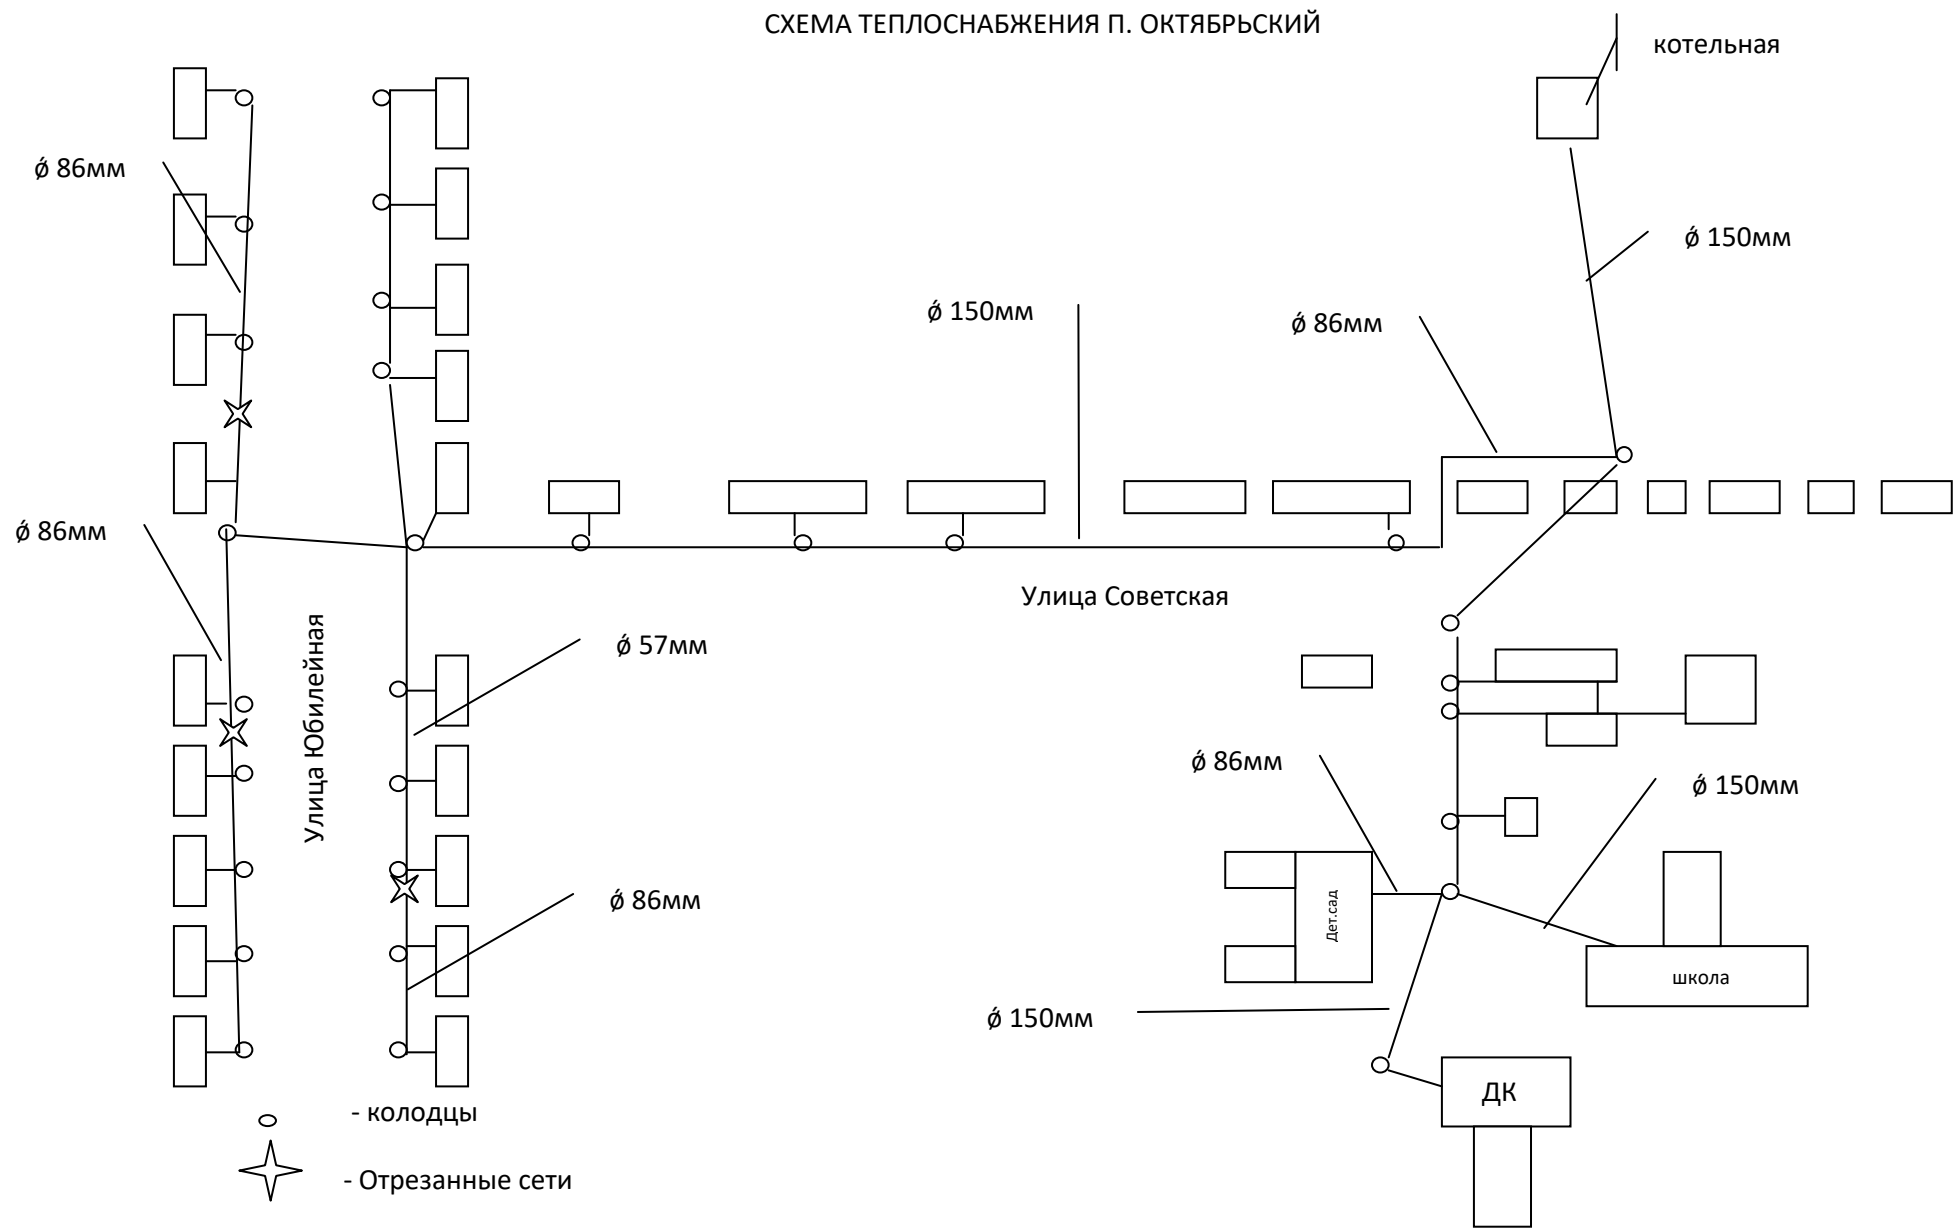 СХЕМА ТЕПЛОСНАБЖЕНИЯ П. ОКТЯБРЬСКИЙ
котельная
ǿ 86мм
ǿ 150мм
ǿ 150мм
ǿ 86мм
ǿ 86мм
Улица Советская
Улица Юбилейная
ǿ 57мм
ǿ 86мм
ǿ 150мм
ǿ 86мм
Дет.сад
школа
ǿ 150мм
ДК
- колодцы
- Отрезанные сети